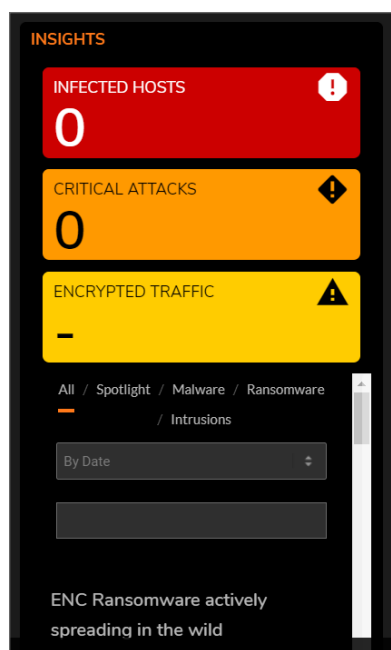 INSIGHTS
INFECTED HOSTS
0
CRITICAL ATTACKS
0
ENCRYPTED TRAFFIC
-
All / Spotlight / Malware / Ransomware
/ Intrusions
By Date
ENC Ransomware actively
spreading in the wild